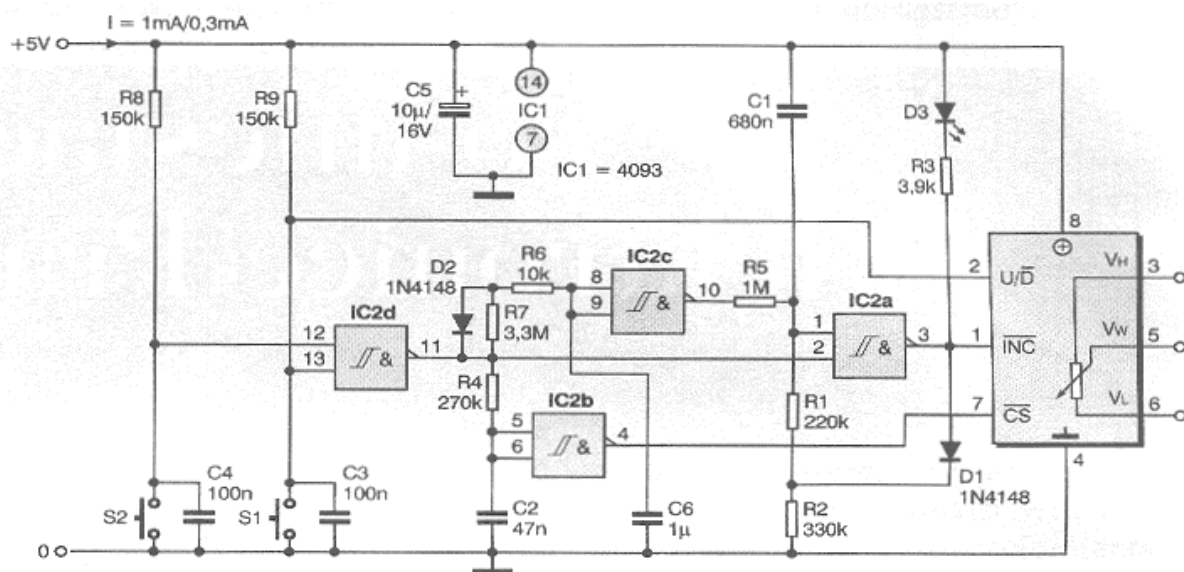 I = 1mA/0,3mA
+5V
R8
150k
R9
150k
C5
10µ/
16V
+
14
IC1
7
IC1 = 4093
C1
680n
D3
R3
3,9k
8
D2
1N4148
R6
10k
R7
3,3M
IC2c
8
9
10
R5
1M
IC2a
1
2
&
3
2
U/D̅
VH
3
1
I̅N̅C̅
VW
5
7
C̅S̅
VL
6
4
IC2d
12
13
&
11
&
R4
270k
IC2b
5
6
&
4
R1
220k
D1
1N4148
S2
C4
100n
S1
C3
100n
C2
47n
C6
1µ
R2
330k
0